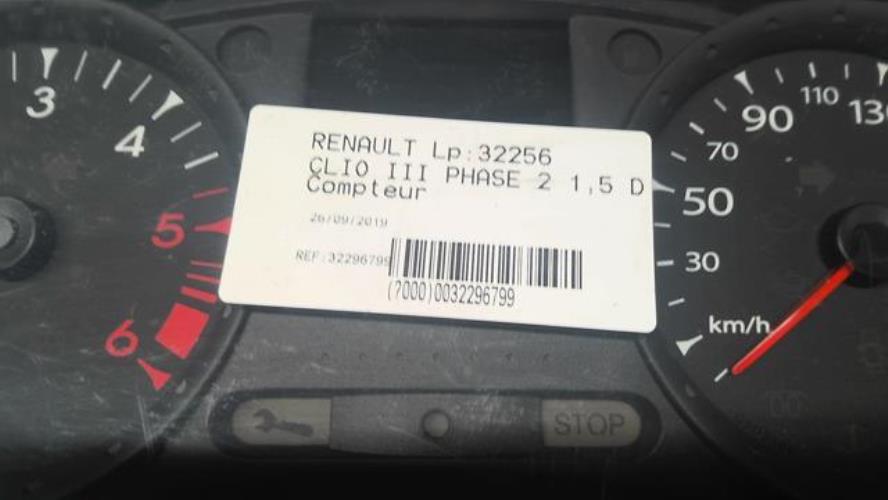 3
4
5
6
RENAULT Lp:32256
CLIO III PHASE 2 1,5 D
Compteur
26/09/2019
REF:32296799
(7000)0032296799
130
110
90
70
50
30
km/h
STOP